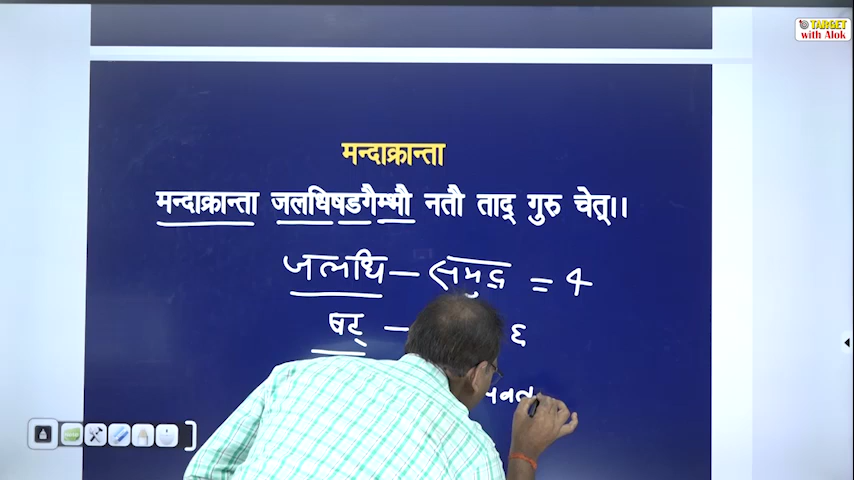 TARGET
with Alok
मन्दाक्रान्ता
मन्दाक्रान्ता जलधिषडगैर्म्भौ नतौ ताद् गुरु चेत्।।
जलधि – समुद्र = 4
षट् – ६